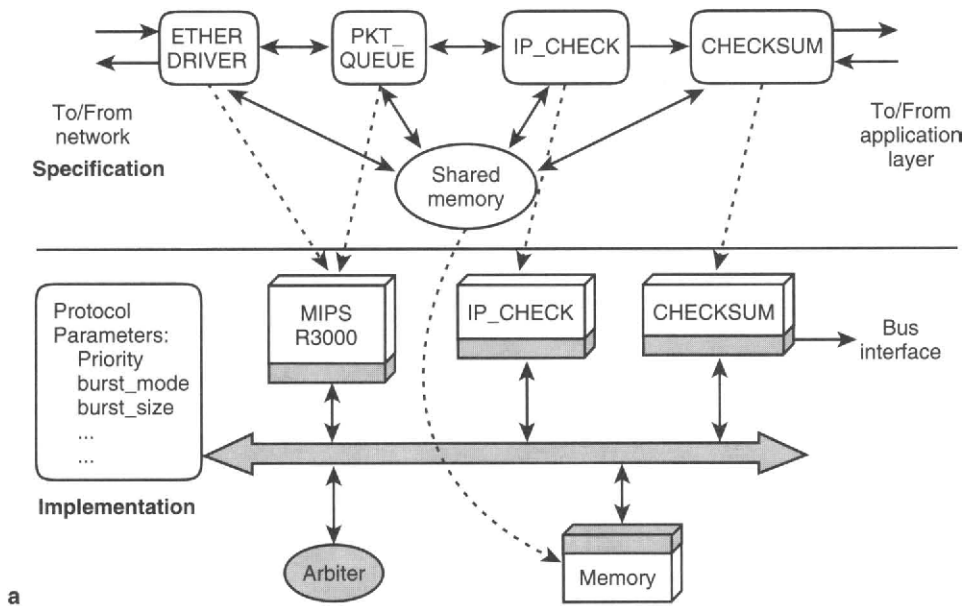 ETHER
DRIVER
PKT_
QUEUE
IP_CHECK
CHECKSUM
To/From
network
Specification
Shared
memory
To/From
application
layer
Protocol
Parameters:
Priority
burst_mode
burst_size
...
...
Implementation
MIPS
R3000
IP_CHECK
CHECKSUM
Bus
interface
Arbiter
Memory
a